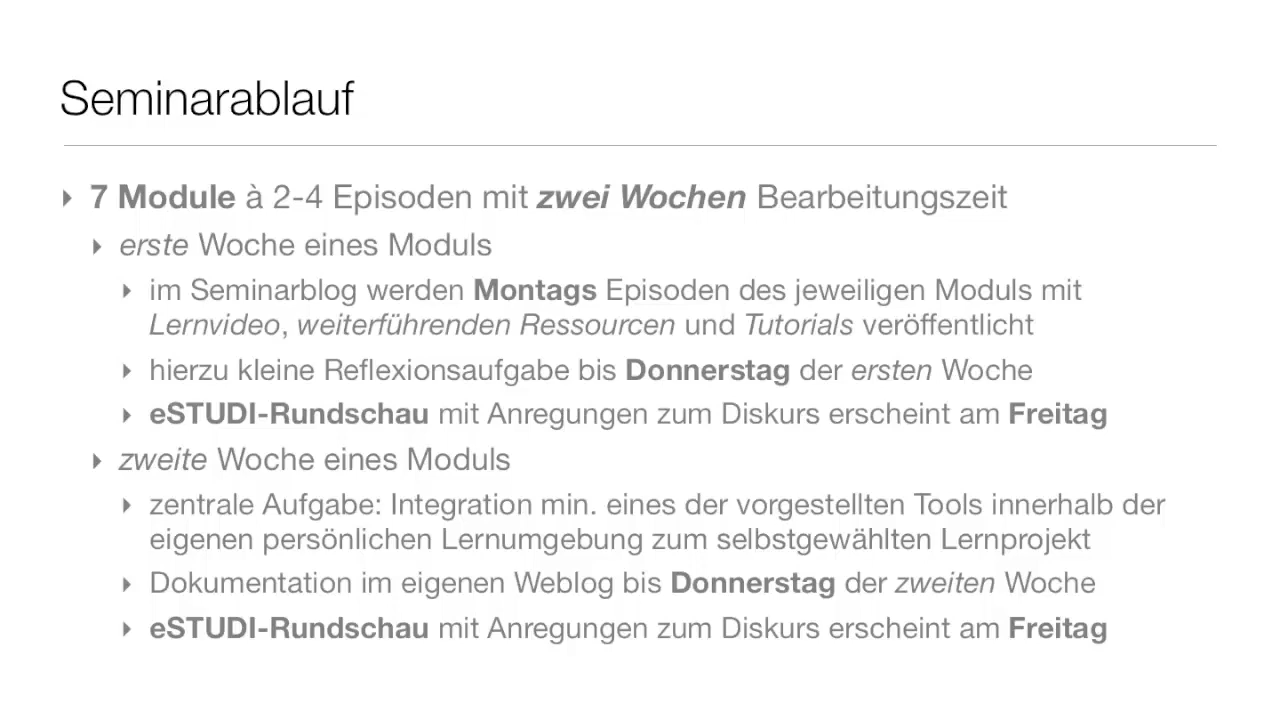 Seminarablauf
7 Module à 2-4 Episoden mit zwei Wochen Bearbeitungszeit
erste Woche eines Moduls
im Seminarblog werden Montags Episoden des jeweiligen Moduls mit
Lernvideo, weiterführenden Ressourcen und Tutorials veröffentlicht
hierzu kleine Reflexionsaufgabe bis Donnerstag der ersten Woche
eSTUDI-Rundschau mit Anregungen zum Diskurs erscheint am Freitag
zweite Woche eines Moduls
zentrale Aufgabe: Integration min. eines der vorgestellten Tools innerhalb der
eigenen persönlichen Lernumgebung zum selbstgewählten Lernprojekt
Dokumentation im eigenen Weblog bis Donnerstag der zweiten Woche
eSTUDI-Rundschau mit Anregungen zum Diskurs erscheint am Freitag